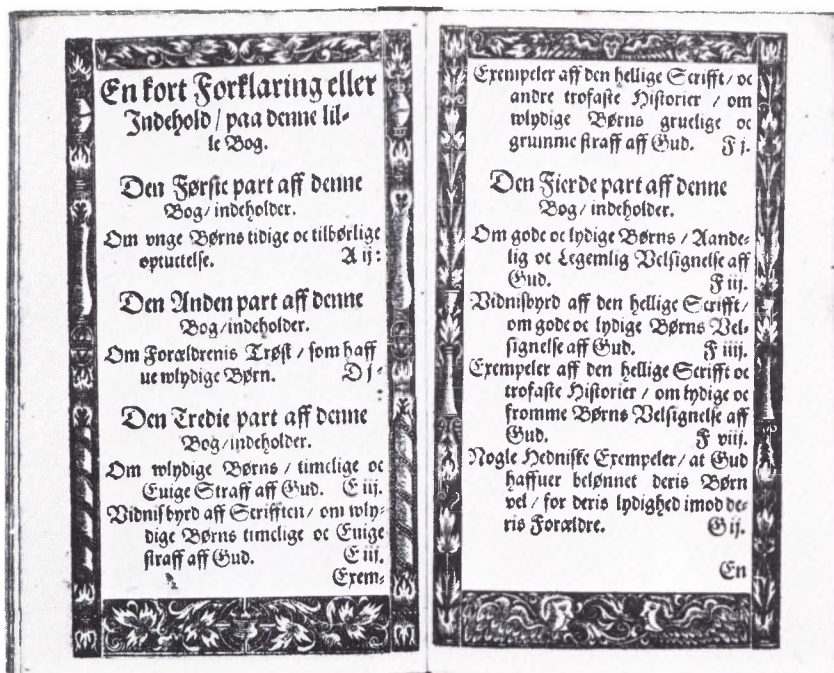 En kort Forklaring eller
Indehold / paa denne lil-
le Bog.
Den Første part aff denne
Bog / indeholder.
Om vnge Børns tidige oc tilbørlige
optuctelse. A ij:
Den Anden part aff denne
Bog / indeholder.
Om Forældrenis Trøst / som haff
ue wlydige Børn. D j-
Den Tredie part aff denne
Bog / indeholder.
Om wlydige Børns / timelige oc
Euige Straff aff Gud. E iij.
Vidnisbyrd aff Scrifften / om wly-
dige Børns timelige oc Euige
straff aff Gud. E iij.
Exem-
Exempeler aff den hellige Scrifft / oc
andre trofaste Historier / om
wlydige Børns gruelige oc
grumme straff aff Gud. F j.
Den Fierde part aff denne
Bog / indeholder.
Om gode oc lydige Børns / Aande-
lig oc Legemlig Velsignelse aff
Gud. F iij.
Vidnisbyrd aff den hellige Scrifft /
om gode oc lydige Børns Vel-
signelse aff Gud. F iiij.
Exempeler aff den hellige Scrifft oc
trofaste Historier / om lydige oc
fromme Børns Velsignelse aff
Gud. F viij.
Nogle Hedniske Exempeler / at Gud
haffuer belønnet deris Børn
vel / for deris lydighed imod de-
ris Forældre. G ij.
En